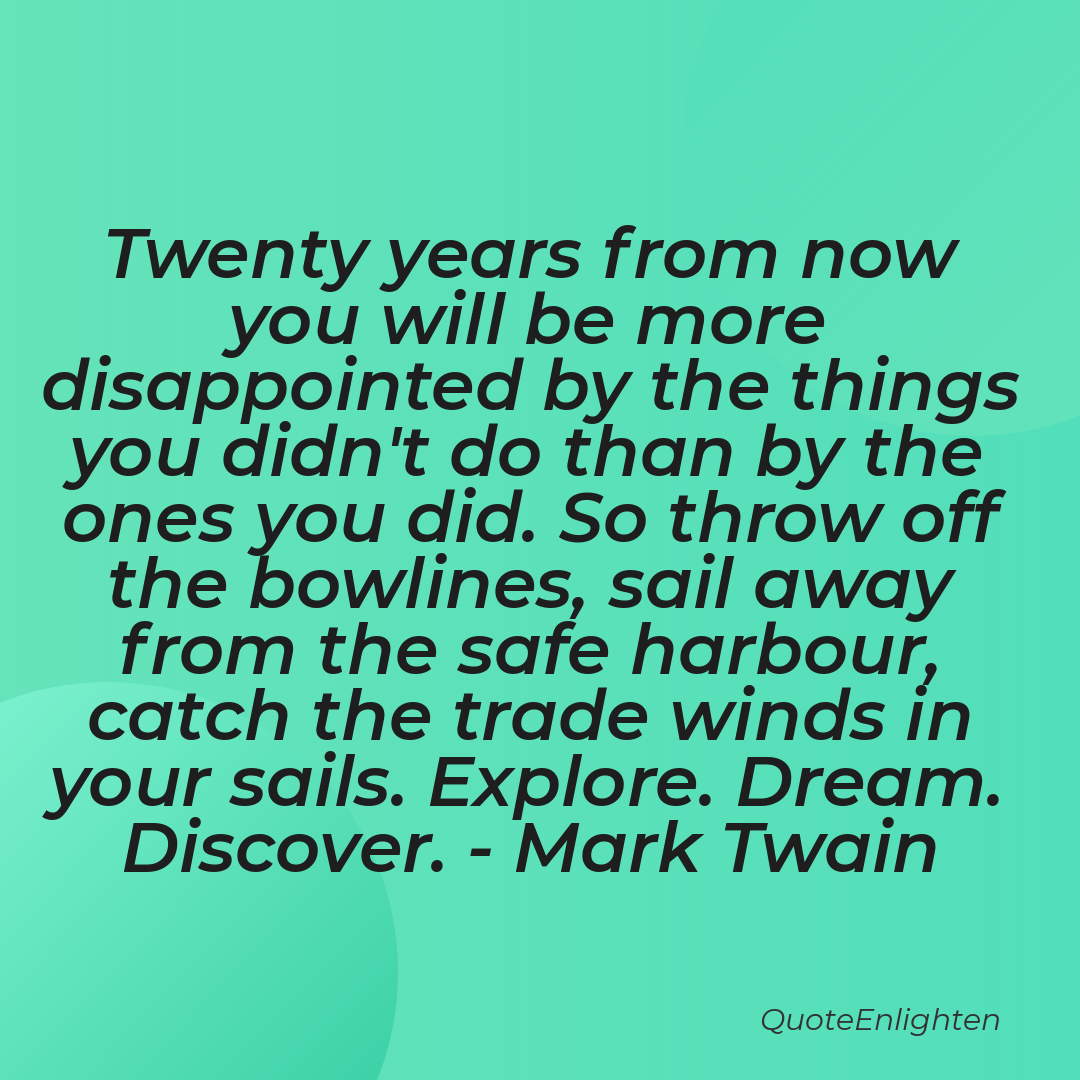 Twenty years from now
you will be more
disappointed by the things
you didn't do than by the
ones you did. So throw off
the bowlines, sail away
from the safe harbour,
catch the trade winds in
your sails. Explore. Dream.
Discover. - Mark Twain
QuoteEnlighten